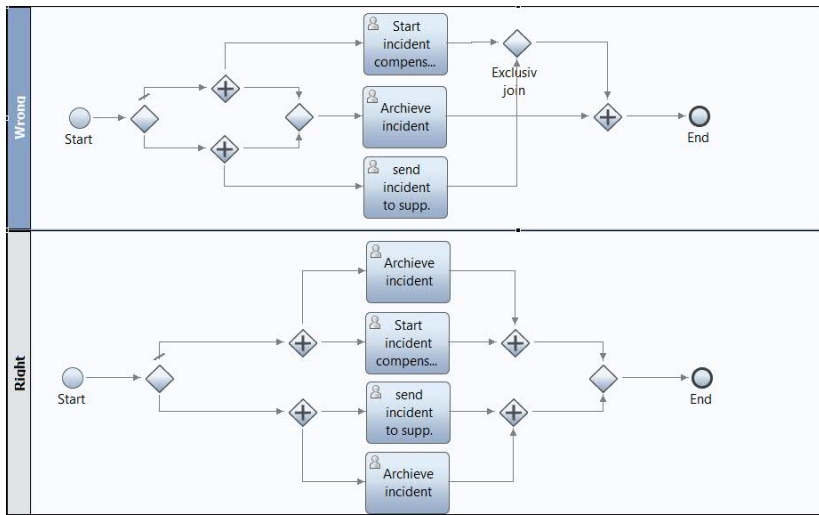 Wrong
Start
Start
incident
compens...
Exclusiv
join
Archieve
incident
send
incident
to supp.
End
Right
Start
Archieve
incident
Start
incident
compens...
send
incident
to supp.
Archieve
incident
End